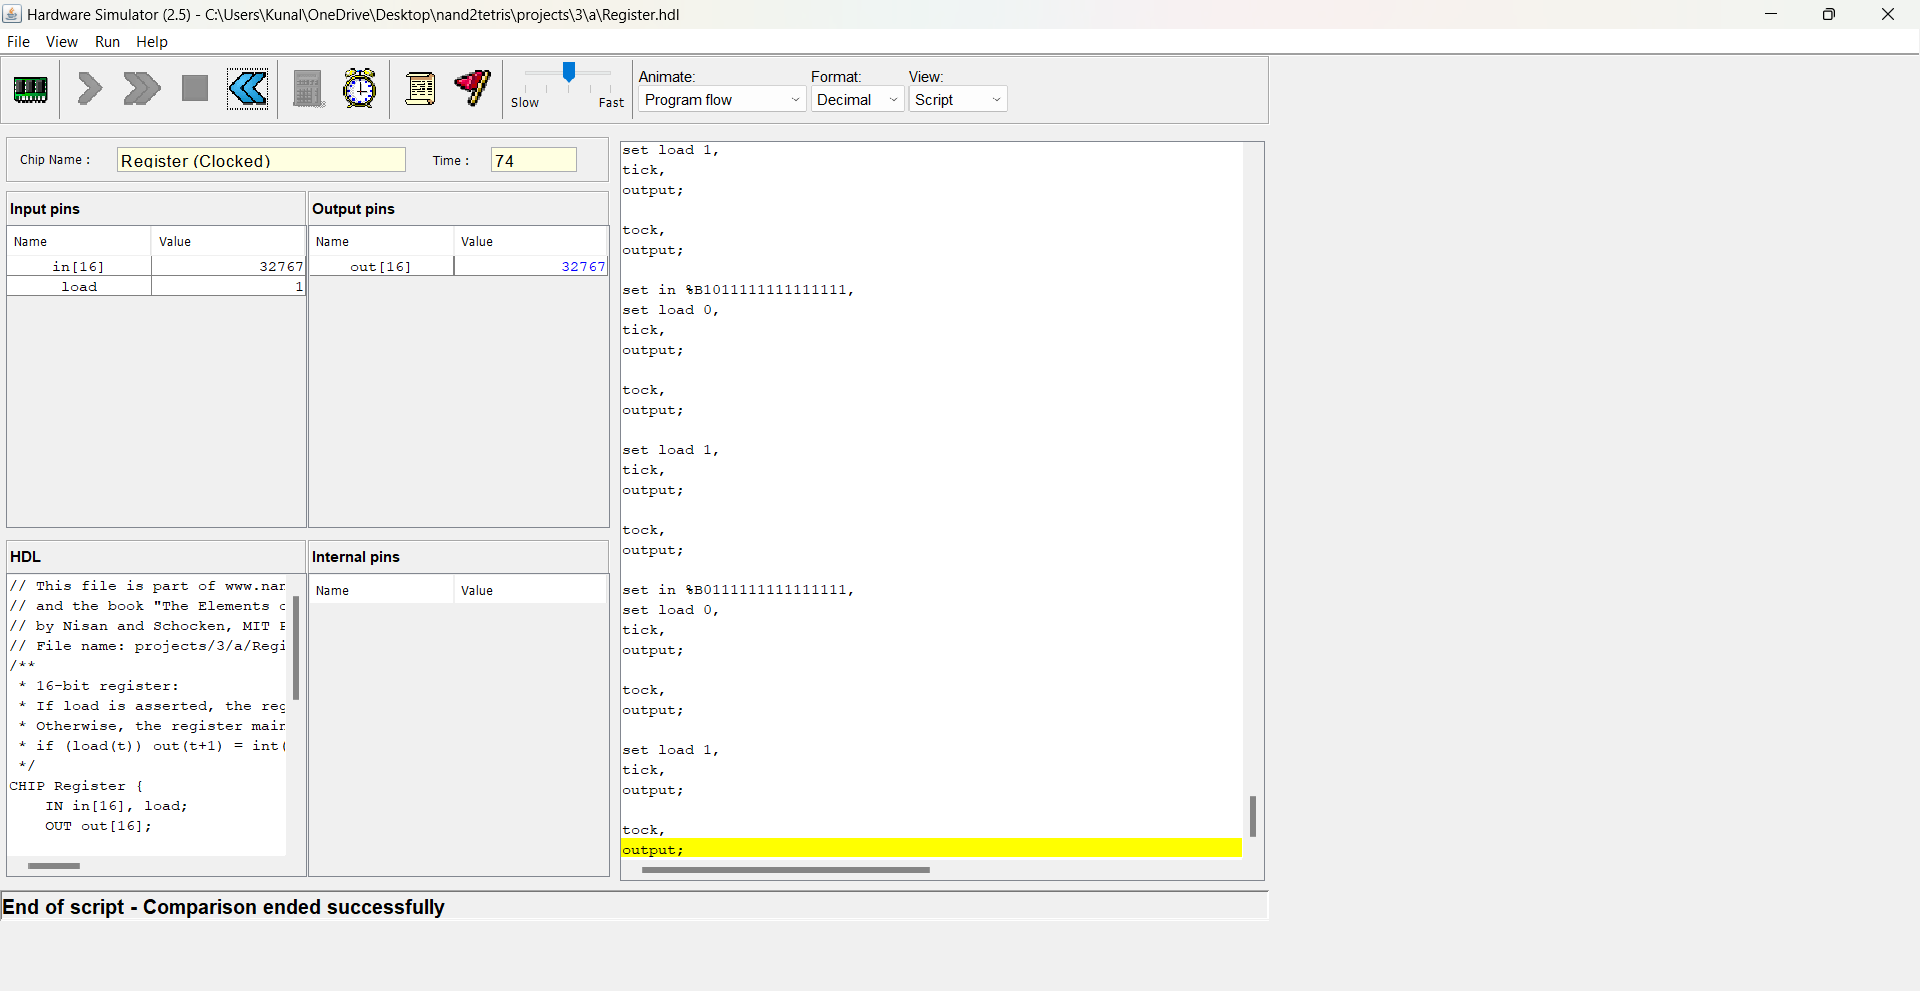 Hardware Simulator (2.5) - C:\Users\Kunal\OneDrive\Desktop\nand2tetris\projects\3\a\Register.hdl
File View Run Help
Slow Fast
Animate: Format: View:
Program flow Decimal Script
Chip Name : Register (Clocked) Time : 74
Input pins
Name Value
in[16] 32767
load 1
Output pins
Name Value
out[16] 32767
HDL
// This file is part of www.nan
// and the book "The Elements o
// by Nisan and Schocken, MIT P
// File name: projects/3/a/Regi
/**
* 16-bit register:
* If load is asserted, the reg
* Otherwise, the register main
* if (load(t)) out(t+1) = int(
*/
CHIP Register {
IN in[16], load;
OUT out[16];
Internal pins
Name Value
set load 1,
tick,
output;
tock,
output;
set in %B1011111111111111,
set load 0,
tick,
output;
tock,
output;
set load 1,
tick,
output;
tock,
output;
set in %B0111111111111111,
set load 0,
tick,
output;
tock,
output;
set load 1,
tick,
output;
tock,
output;
End of script - Comparison ended successfully